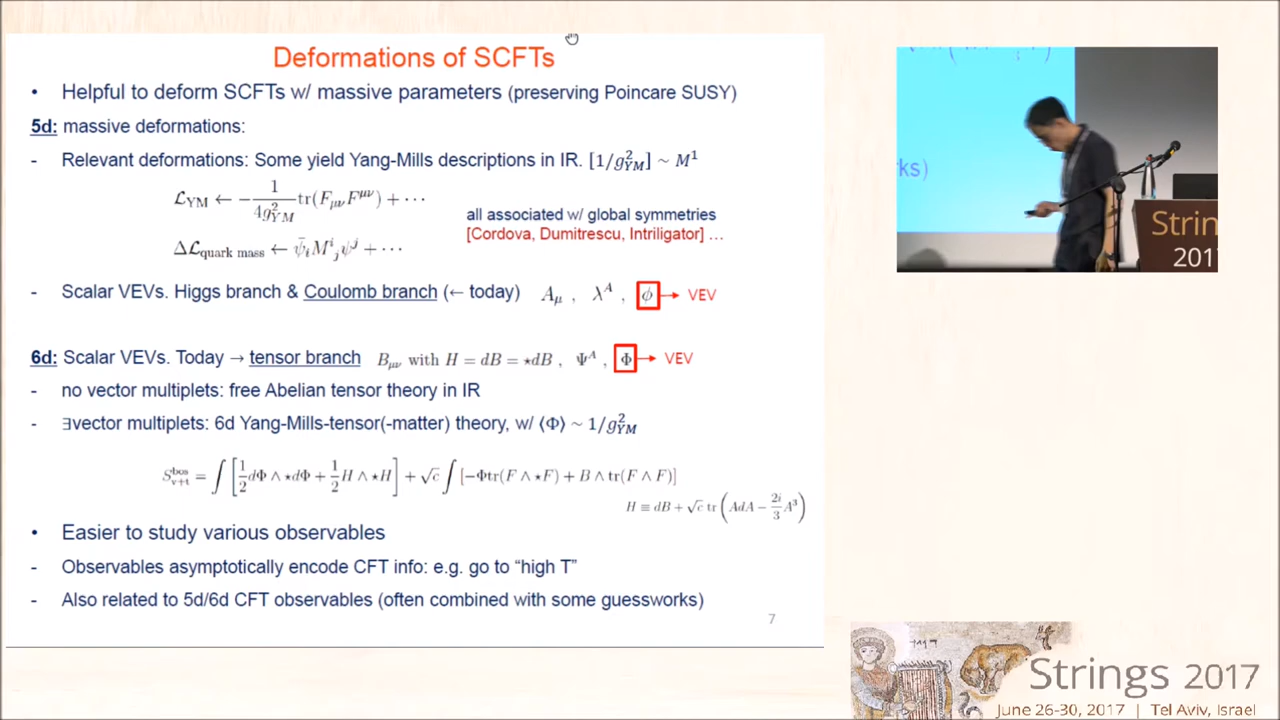 Deformations of SCFTs
• Helpful to deform SCFTs w/ massive parameters (preserving Poincare SUSY)
5d: massive deformations:
- Relevant deformations: Some yield Yang-Mills descriptions in IR. [1/g²_YM] ~ M¹
ℒ_YM ← −1/(4g²_YM) tr(F_μν F^μν) + ⋯
all associated w/ global symmetries
[Cordova, Dumitrescu, Intriligator] ...
Δℒ_quark mass ← ψ̄_i M^i_j ψ^j + ⋯
- Scalar VEVs. Higgs branch & Coulomb branch (← today) A_μ , λ^A , ϕ → VEV
6d: Scalar VEVs. Today → tensor branch B_μν with H = dB = ⋆dB , Ψ^A , Φ → VEV
- no vector multiplets: free Abelian tensor theory in IR
- ∃vector multiplets: 6d Yang-Mills-tensor(-matter) theory, w/ ⟨Φ⟩ ~ 1/g²_YM
S^bos_v+t = ∫ [1/2 dΦ ∧ ⋆dΦ + 1/2 H ∧ ⋆H] + √c ∫ [−Φtr(F ∧ ⋆F) + B ∧ tr(F ∧ F)]
H ≡ dB + √c tr (AdA − 2i/3 A³)
• Easier to study various observables
- Observables asymptotically encode CFT info: e.g. go to “high T”
- Also related to 5d/6d CFT observables (often combined with some guessworks)
7
ks)
Strin
201
Strings 2017
June 26-30, 2017 | Tel Aviv, Israel